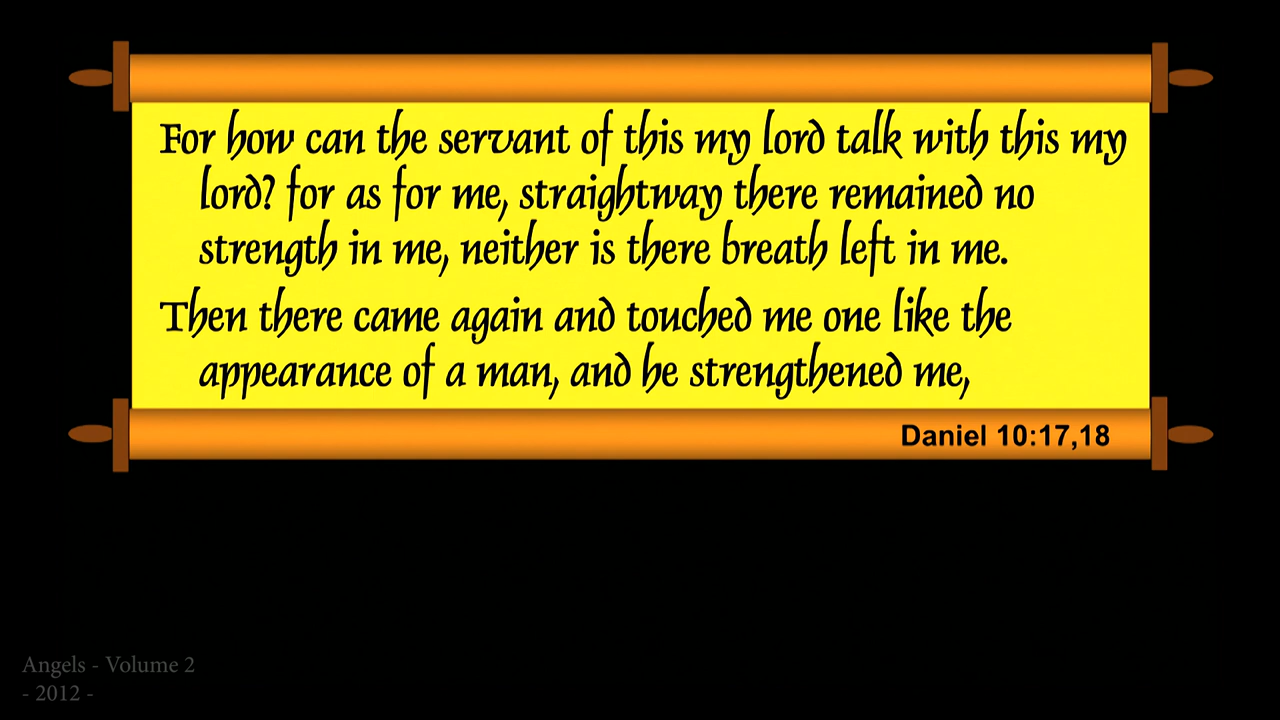 For how can the servant of this my lord talk with this my
lord? for as for me, straightway there remained no
strength in me, neither is there breath left in me.
Then there came again and touched me one like the
appearance of a man, and he strengthened me,
Daniel 10:17,18
Angels - Volume 2
- 2012 -